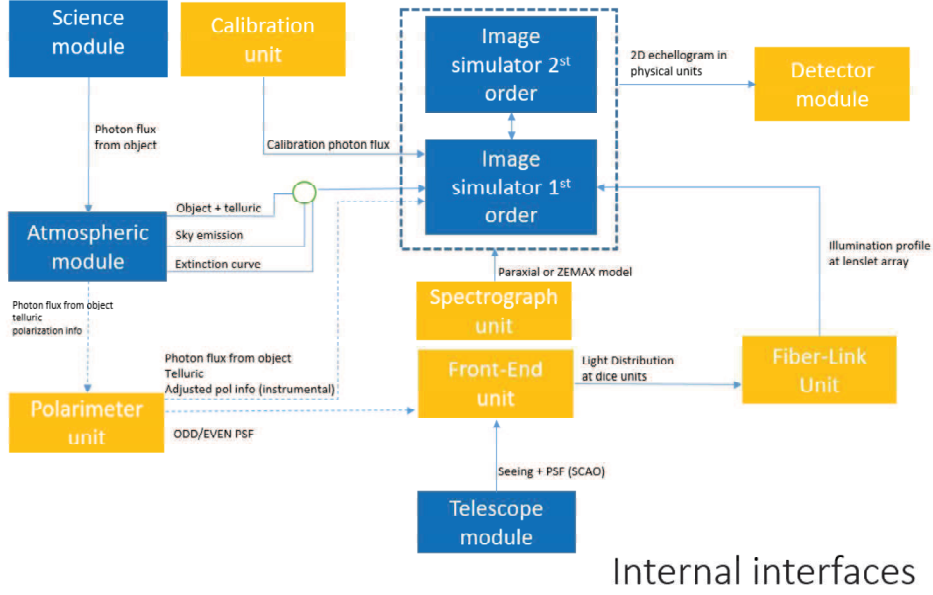 Science
module
Calibration
unit
Image
simulator 2st
order
2D echellogram in
physical units
Detector
module
Photon flux
from object
Calibration photon flux
Image
simulator 1st
order
Atmospheric
module
Object + telluric
Sky emission
Extinction curve
Illumination profile
at lenslet array
Paraxial or ZEMAX model
Spectrograph
unit
Photon flux from object
telluric
polarization info
Photon flux from object
Telluric
Adjusted pol info (instrumental)
Front-End
unit
Light Distribution
at dice units
Fiber-Link
Unit
Polarimeter
unit
ODD/EVEN PSF
Seeing + PSF (SCAO)
Telescope
module
Internal interfaces